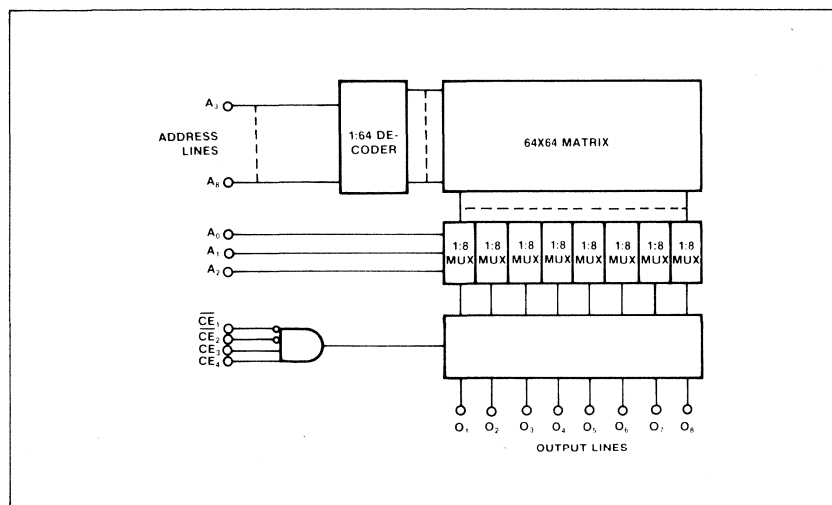 A₃
ADDRESS
LINES
A₈
1:64 DE-
CODER
64X64 MATRIX
A₀
A₁
A₂
1:8
MUX
1:8
MUX
1:8
MUX
1:8
MUX
1:8
MUX
1:8
MUX
1:8
MUX
1:8
MUX
C̅E̅₁
C̅E̅₂
CE₃
CE₄
O₁ O₂ O₃ O₄ O₅ O₆ O₇ O₈
OUTPUT LINES